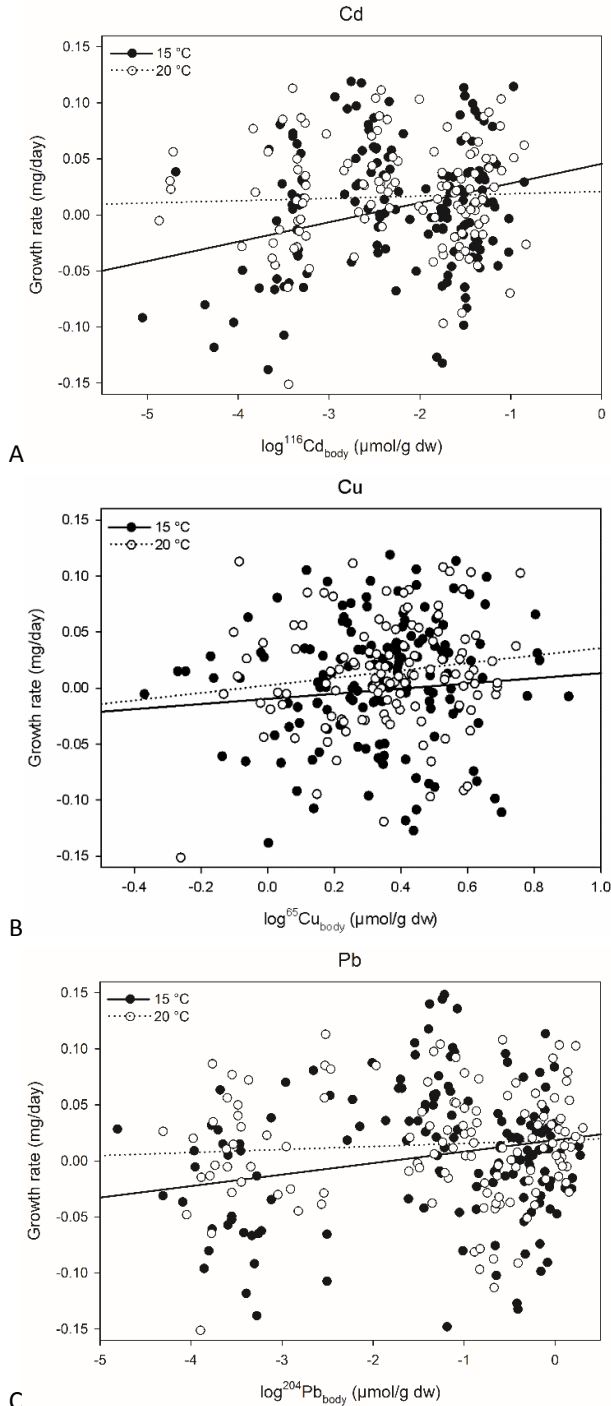 Cd
15 °C
20 °C
0.15
0.10
0.05
0.00
-0.05
-0.10
-0.15
Growth rate (mg/day)
-5 -4 -3 -2 -1 0
log¹¹⁶Cd_body (µmol/g dw)
A
Cu
15 °C
20 °C
0.15
0.10
0.05
0.00
-0.05
-0.10
-0.15
Growth rate (mg/day)
-0.4 -0.2 0.0 0.2 0.4 0.6 0.8 1.0
log⁶⁵Cu_body (µmol/g dw)
B
Pb
15 °C
20 °C
0.15
0.10
0.05
0.00
-0.05
-0.10
-0.15
Growth rate (mg/day)
-5 -4 -3 -2 -1 0
log²⁰⁴Pb_body (µmol/g dw)
C